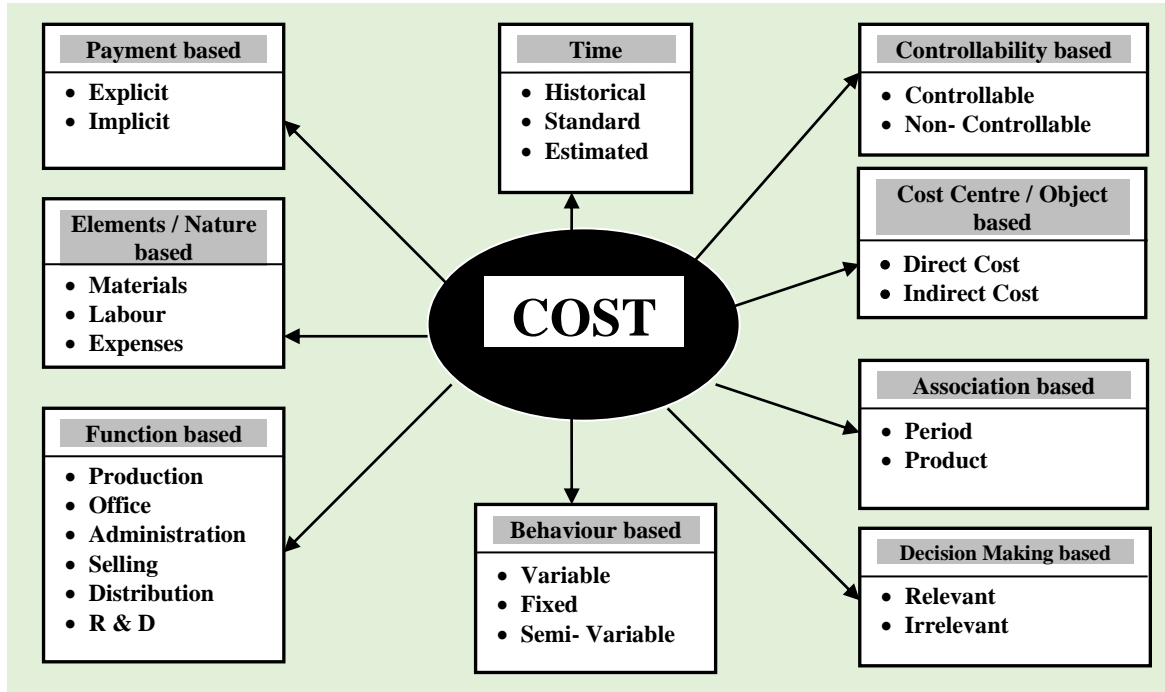 Payment based
• Explicit
• Implicit
Time
• Historical
• Standard
• Estimated
Controllability based
• Controllable
• Non- Controllable
Elements / Nature
based
• Materials
• Labour
• Expenses
COST
Cost Centre / Object
based
• Direct Cost
• Indirect Cost
Function based
• Production
• Office
• Administration
• Selling
• Distribution
• R & D
Behaviour based
• Variable
• Fixed
• Semi- Variable
Association based
• Period
• Product
Decision Making based
• Relevant
• Irrelevant